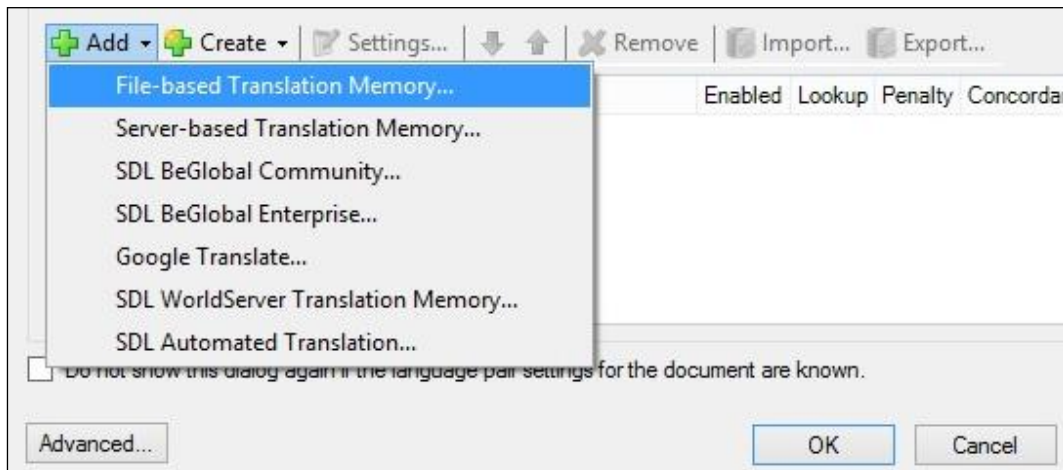 Add Create Settings... Remove Import... Export...
File-based Translation Memory...
Enabled Lookup Penalty
Server-based Translation Memory...
SDL BeGlobal Community...
SDL BeGlobal Enterprise...
Google Translate...
SDL WorldServer Translation Memory...
SDL Automated Translation...
Do not show this dialog again if the language pair settings for the document are known.
Advanced... OK Cancel